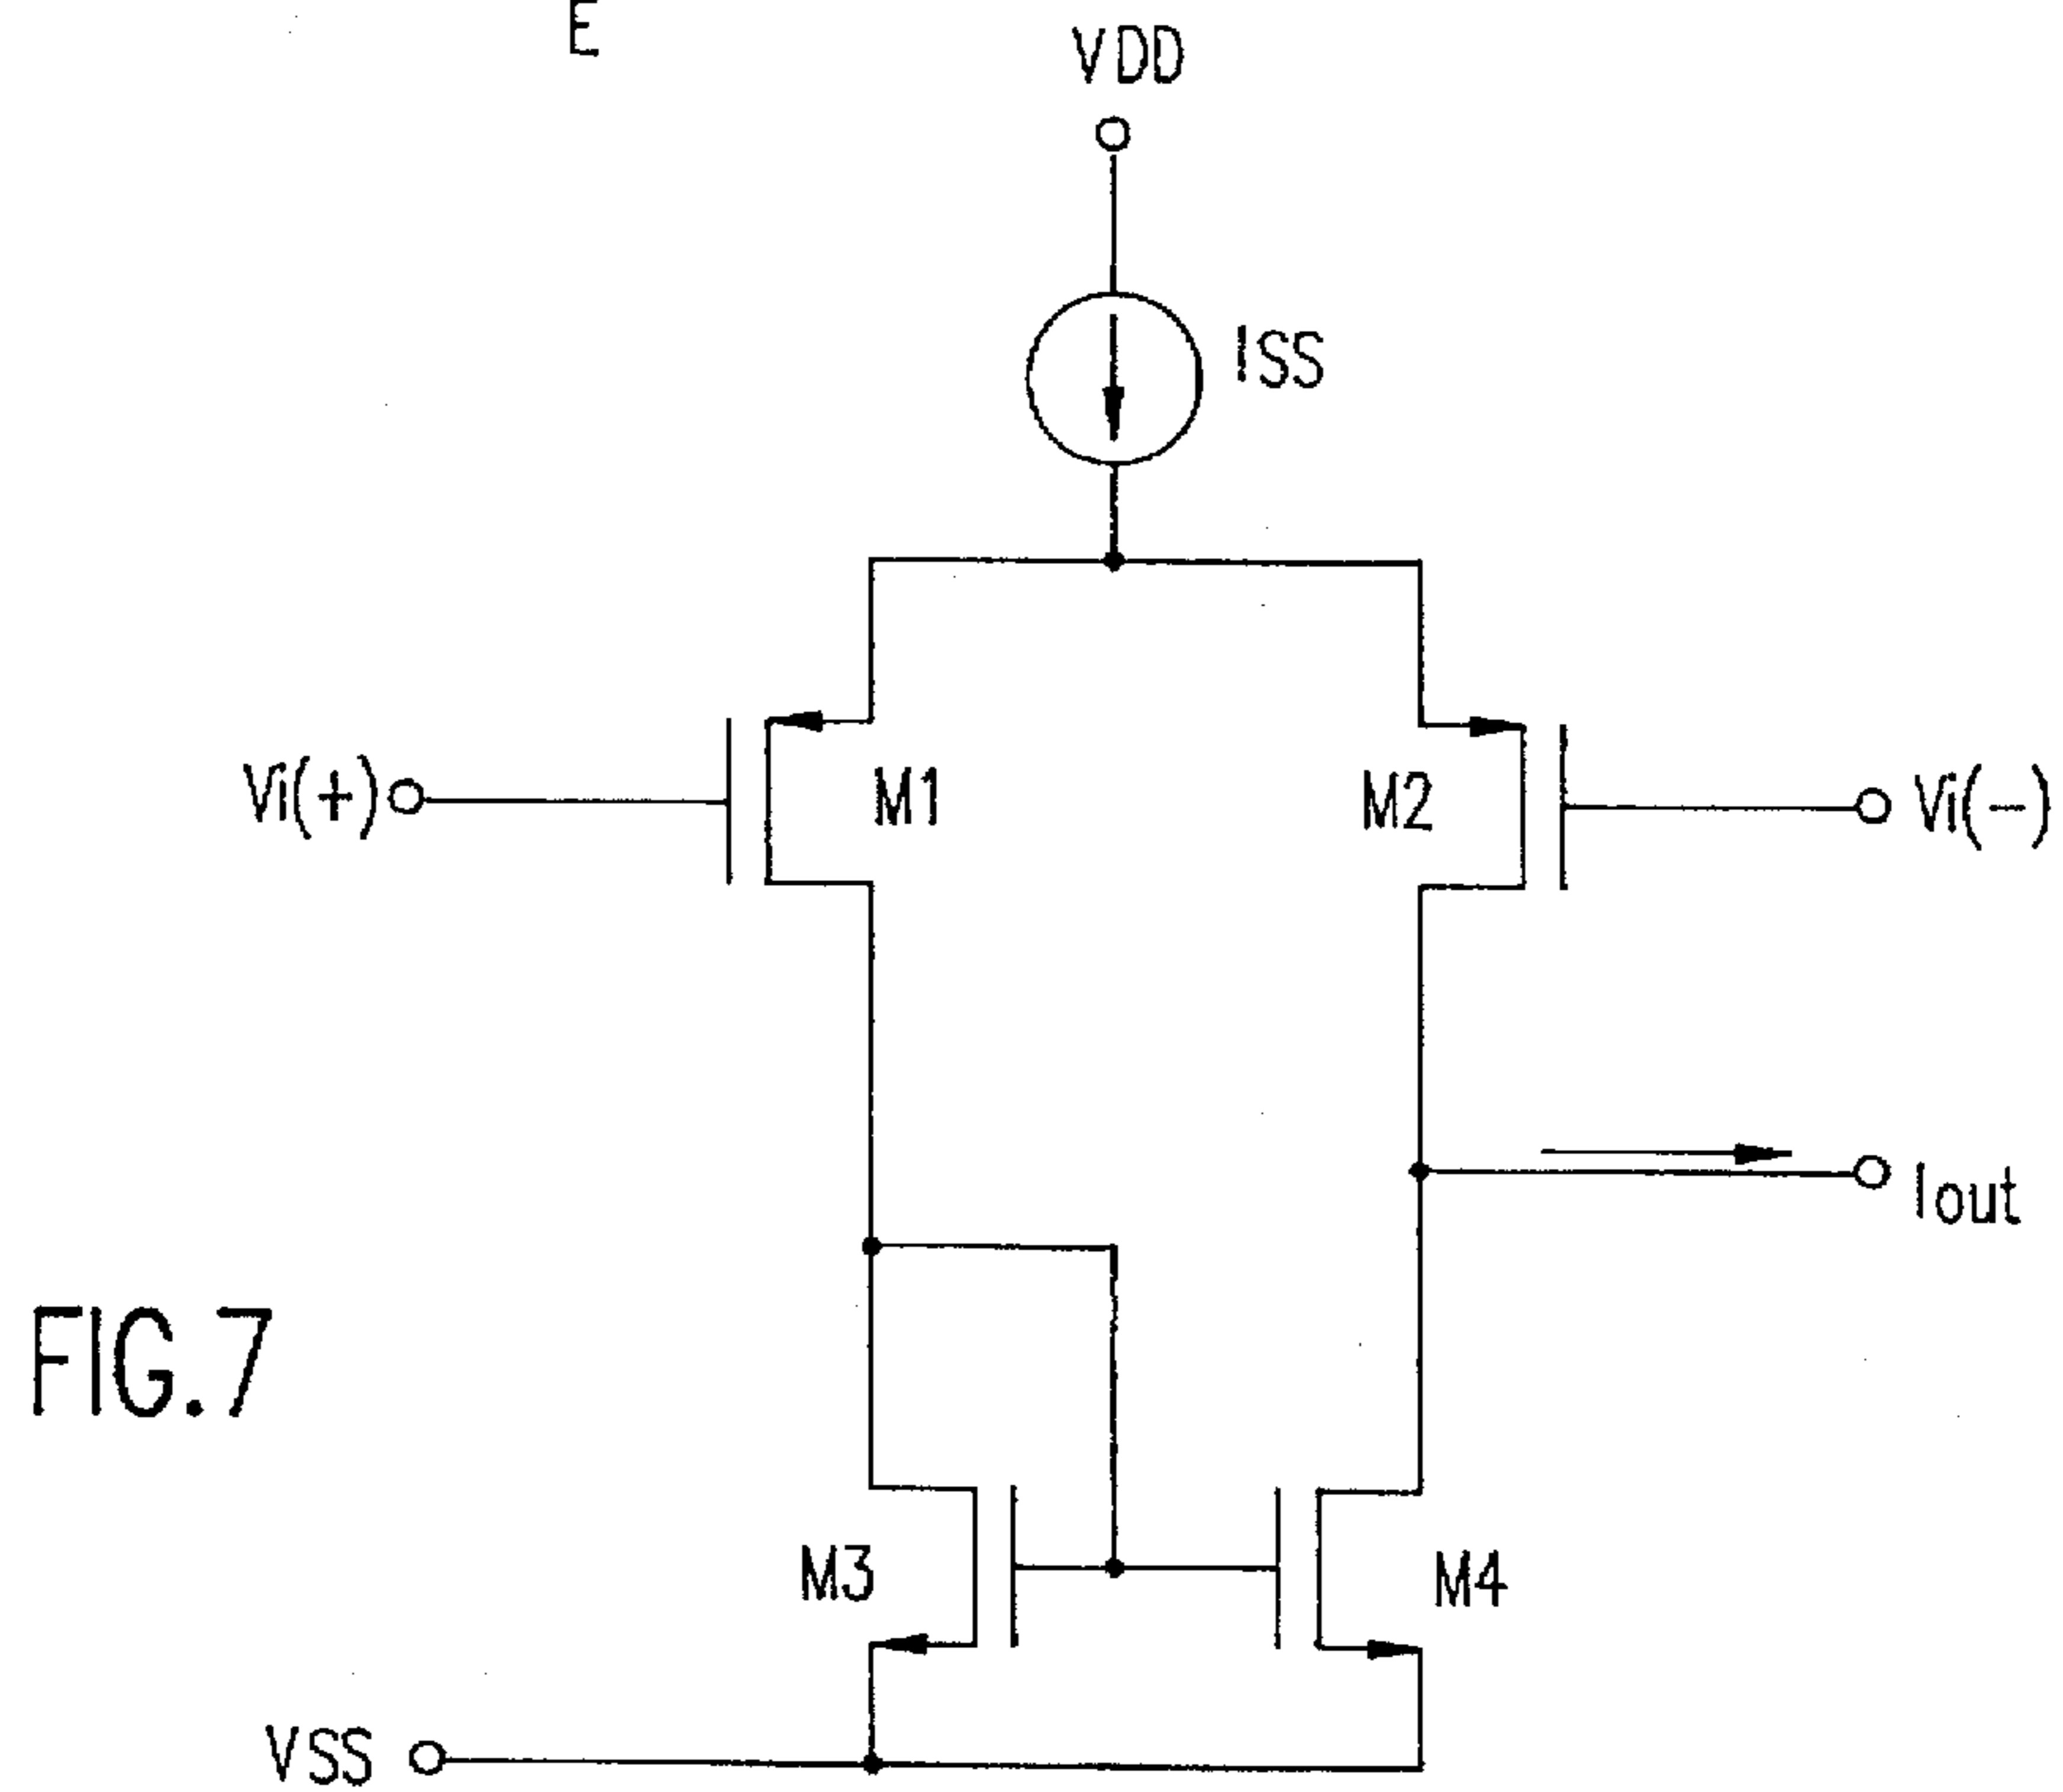 E
VDD
ISS
Vi(+)
M1
M2
Vi(-)
Iout
FIG.7
M3
M4
VSS